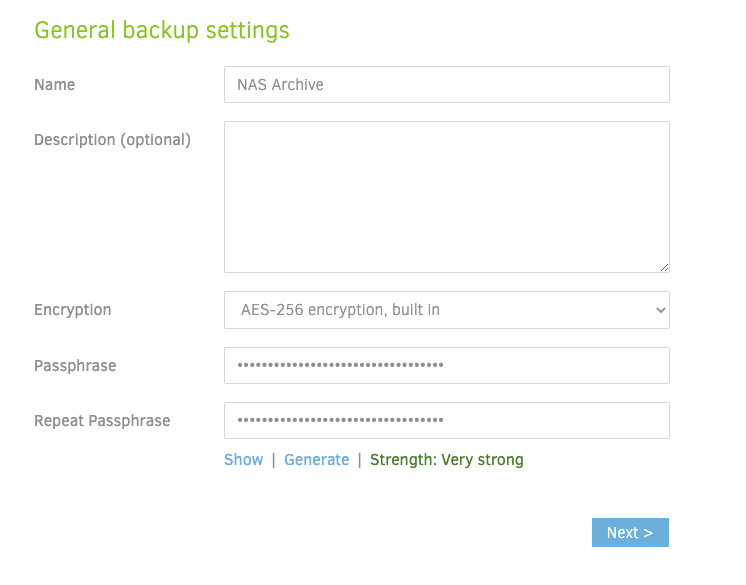 General backup settings
Name NAS Archive
Description (optional)
Encryption AES-256 encryption, built in
Passphrase ••••••••••••••••••••••••••••••••••
Repeat Passphrase ••••••••••••••••••••••••••••••••••
Show | Generate | Strength: Very strong
Next >